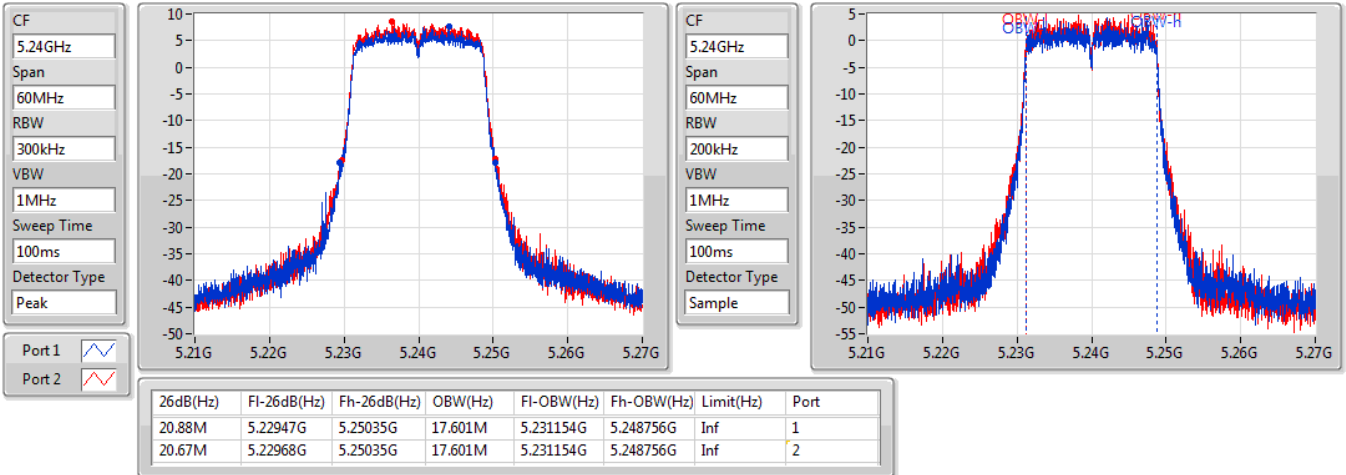 CF
5.24GHz
Span
60MHz
RBW
300kHz
VBW
1MHz
Sweep Time
100ms
Detector Type
Peak
10
5
0
-5
-10
-15
-20
-25
-30
-35
-40
-45
-50
5.21G 5.22G 5.23G 5.24G 5.25G 5.26G 5.27G
CF
5.24GHz
Span
60MHz
RBW
200kHz
VBW
1MHz
Sweep Time
100ms
Detector Type
Sample
5
0
-5
-10
-15
-20
-25
-30
-35
-40
-45
-50
-55
5.21G 5.22G 5.23G 5.24G 5.25G 5.26G 5.27G
Port 1
Port 2
26dB(Hz) Fl-26dB(Hz) Fh-26dB(Hz) OBW(Hz) Fl-OBW(Hz) Fh-OBW(Hz) Limit(Hz) Port
20.88M 5.22947G 5.25035G 17.601M 5.231154G 5.248756G Inf 1
20.67M 5.22968G 5.25035G 17.601M 5.231154G 5.248756G Inf 2